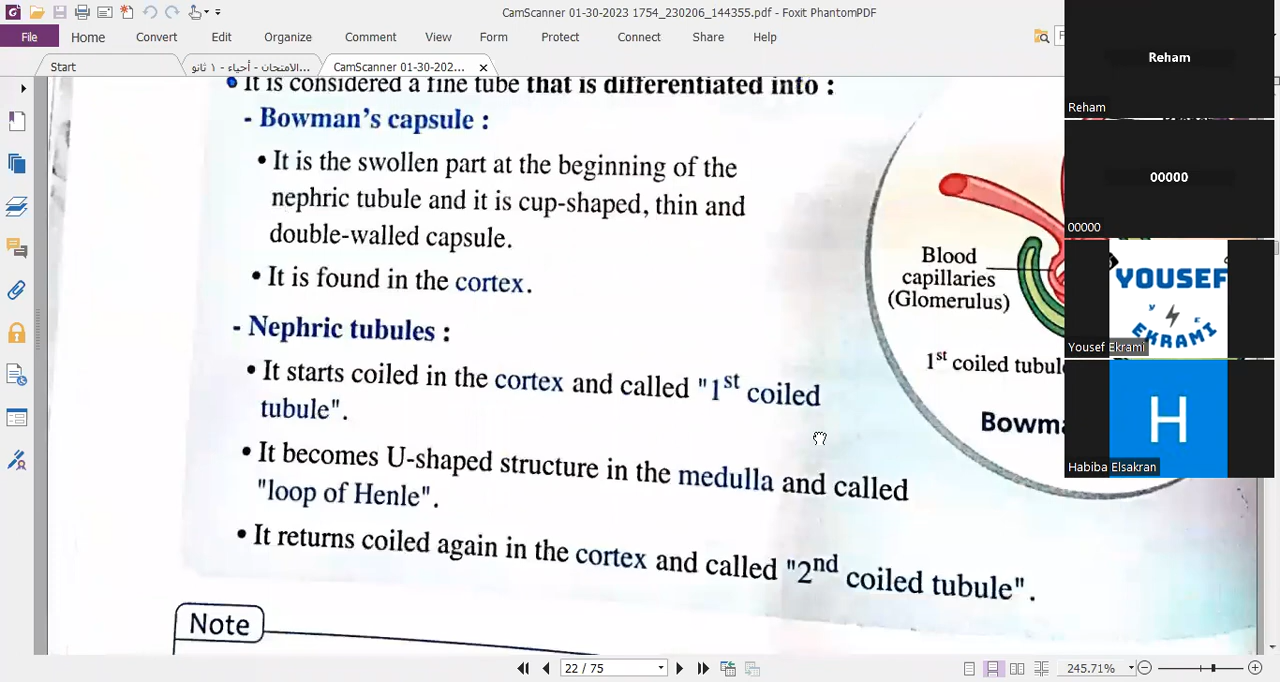 CamScanner 01-30-2023 1754_230206_144355.pdf - Foxit PhantomPDF
File Home Convert Edit Organize Comment View Form Protect Connect Share Help
Start
الامتحان - أحياء - ١ ثانو...
CamScanner 01-30-202...
• It is considered a fine tube that is differentiated into :
- Bowman's capsule :
• It is the swollen part at the beginning of the
nephric tubule and it is cup-shaped, thin and
double-walled capsule.
• It is found in the cortex.
- Nephric tubules :
• It starts coiled in the cortex and called "1st coiled
tubule".
• It becomes U-shaped structure in the medulla and called
"loop of Henle".
• It returns coiled again in the cortex and called "2nd coiled tubule".
Note
Blood
capillaries
(Glomerulus)
1st coiled tubul
Bowma
Reham
Reham
00000
00000
YOUSEF
EKRAMI
Yousef Ekrami
H
Habiba Elsakran
22 / 75
245.71%